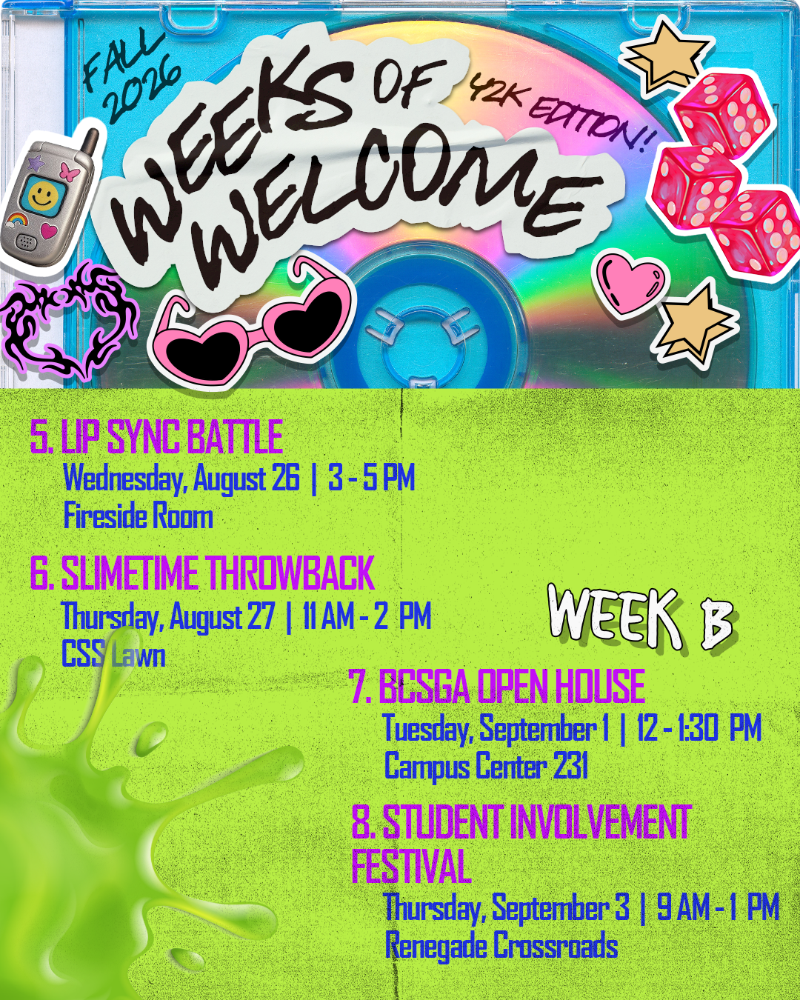 FALL
2026
WEEKS OF
WELCOME
Y2K EDITION!
5. LIP SYNC BATTLE
Wednesday, August 26 | 3 - 5 PM
Fireside Room
6. SLIMETIME THROWBACK
Thursday, August 27 | 11 AM - 2 PM
CSS Lawn
WEEK B
7. BCSGA OPEN HOUSE
Tuesday, September 1 | 12 - 1:30 PM
Campus Center 231
8. STUDENT INVOLVEMENT
FESTIVAL
Thursday, September 3 | 9 AM - 1 PM
Renegade Crossroads